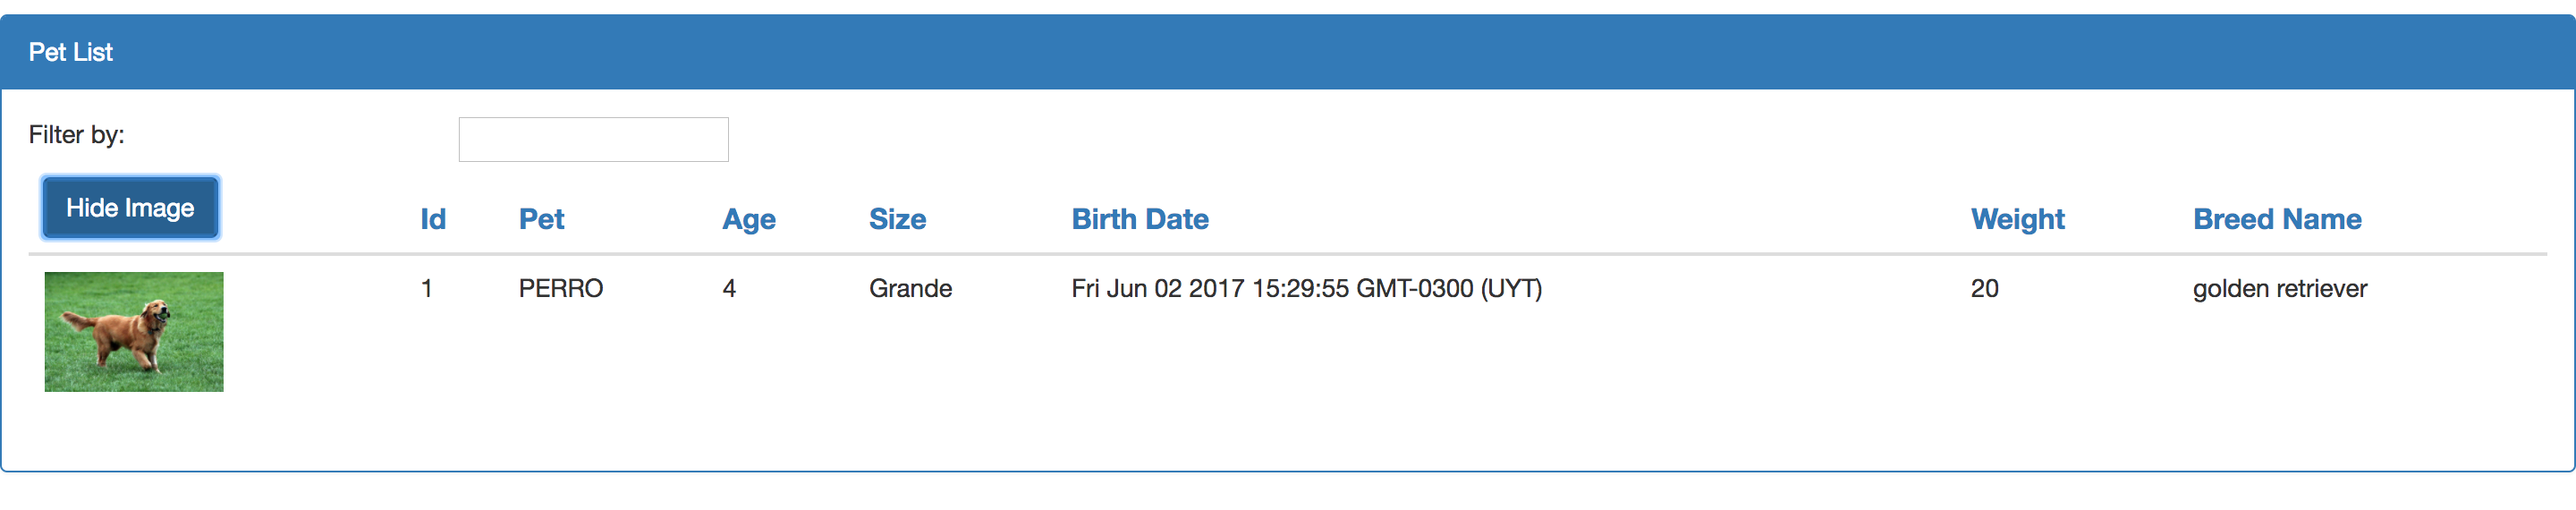 Pet List
Filter by:
Hide Image Id Pet Age Size Birth Date Weight Breed Name
1 PERRO 4 Grande Fri Jun 02 2017 15:29:55 GMT-0300 (UYT) 20 golden retriever